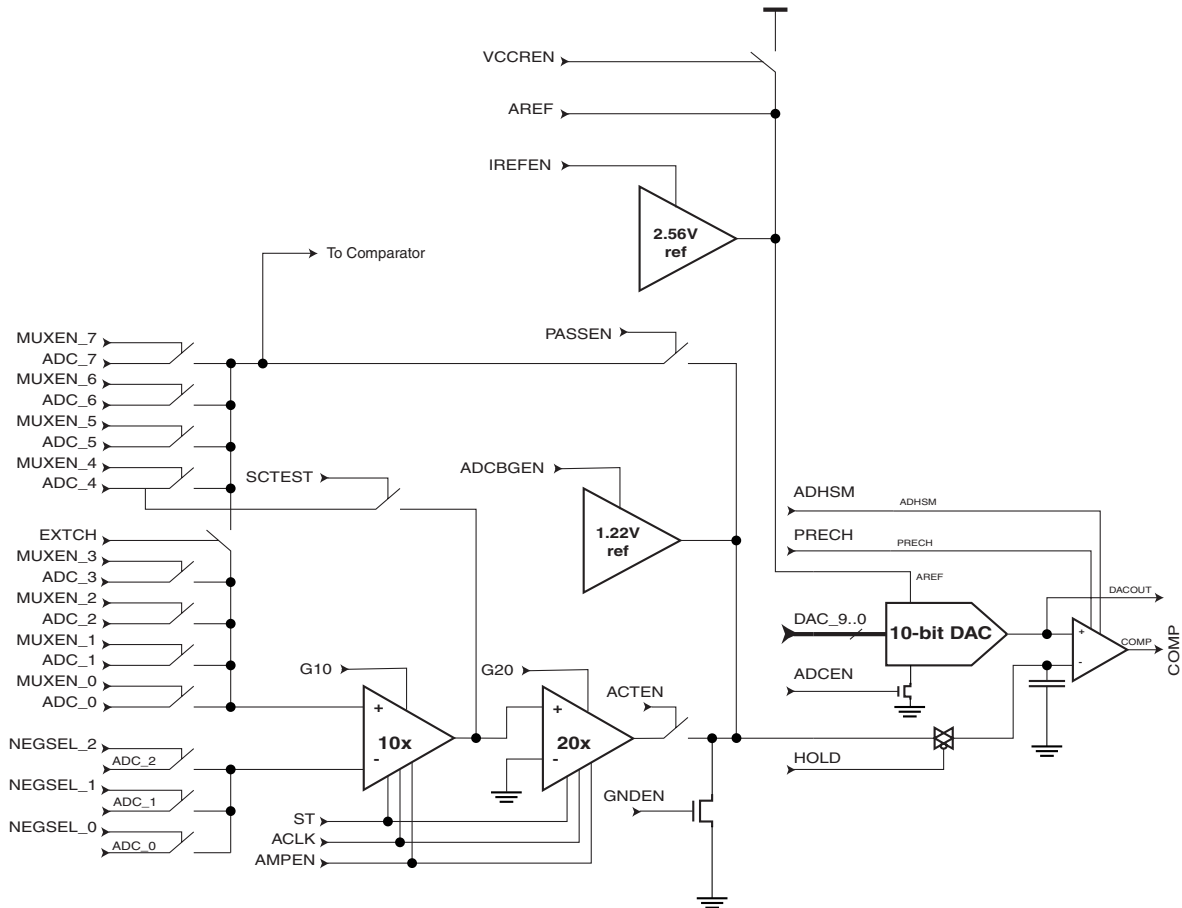 VCCREN
AREF
IREFEN
2.56V
ref
To Comparator
MUXEN_7
ADC_7
PASSEN
MUXEN_6
ADC_6
MUXEN_5
ADC_5
MUXEN_4
ADC_4
SCTEST
ADCBGEN
1.22V
ref
EXTCH
MUXEN_3
ADC_3
MUXEN_2
ADC_2
MUXEN_1
ADC_1
MUXEN_0
ADC_0
ADHSM
ADHSM
PRECH
PRECH
AREF
DACOUT
DAC_9..0
10-bit DAC
+
-
COMP
COMP
ADCEN
G10
G20
ACTEN
+
10x
-
+
20x
-
HOLD
NEGSEL_2
ADC_2
NEGSEL_1
ADC_1
NEGSEL_0
ADC_0
GNDEN
ST
ACLK
AMPEN